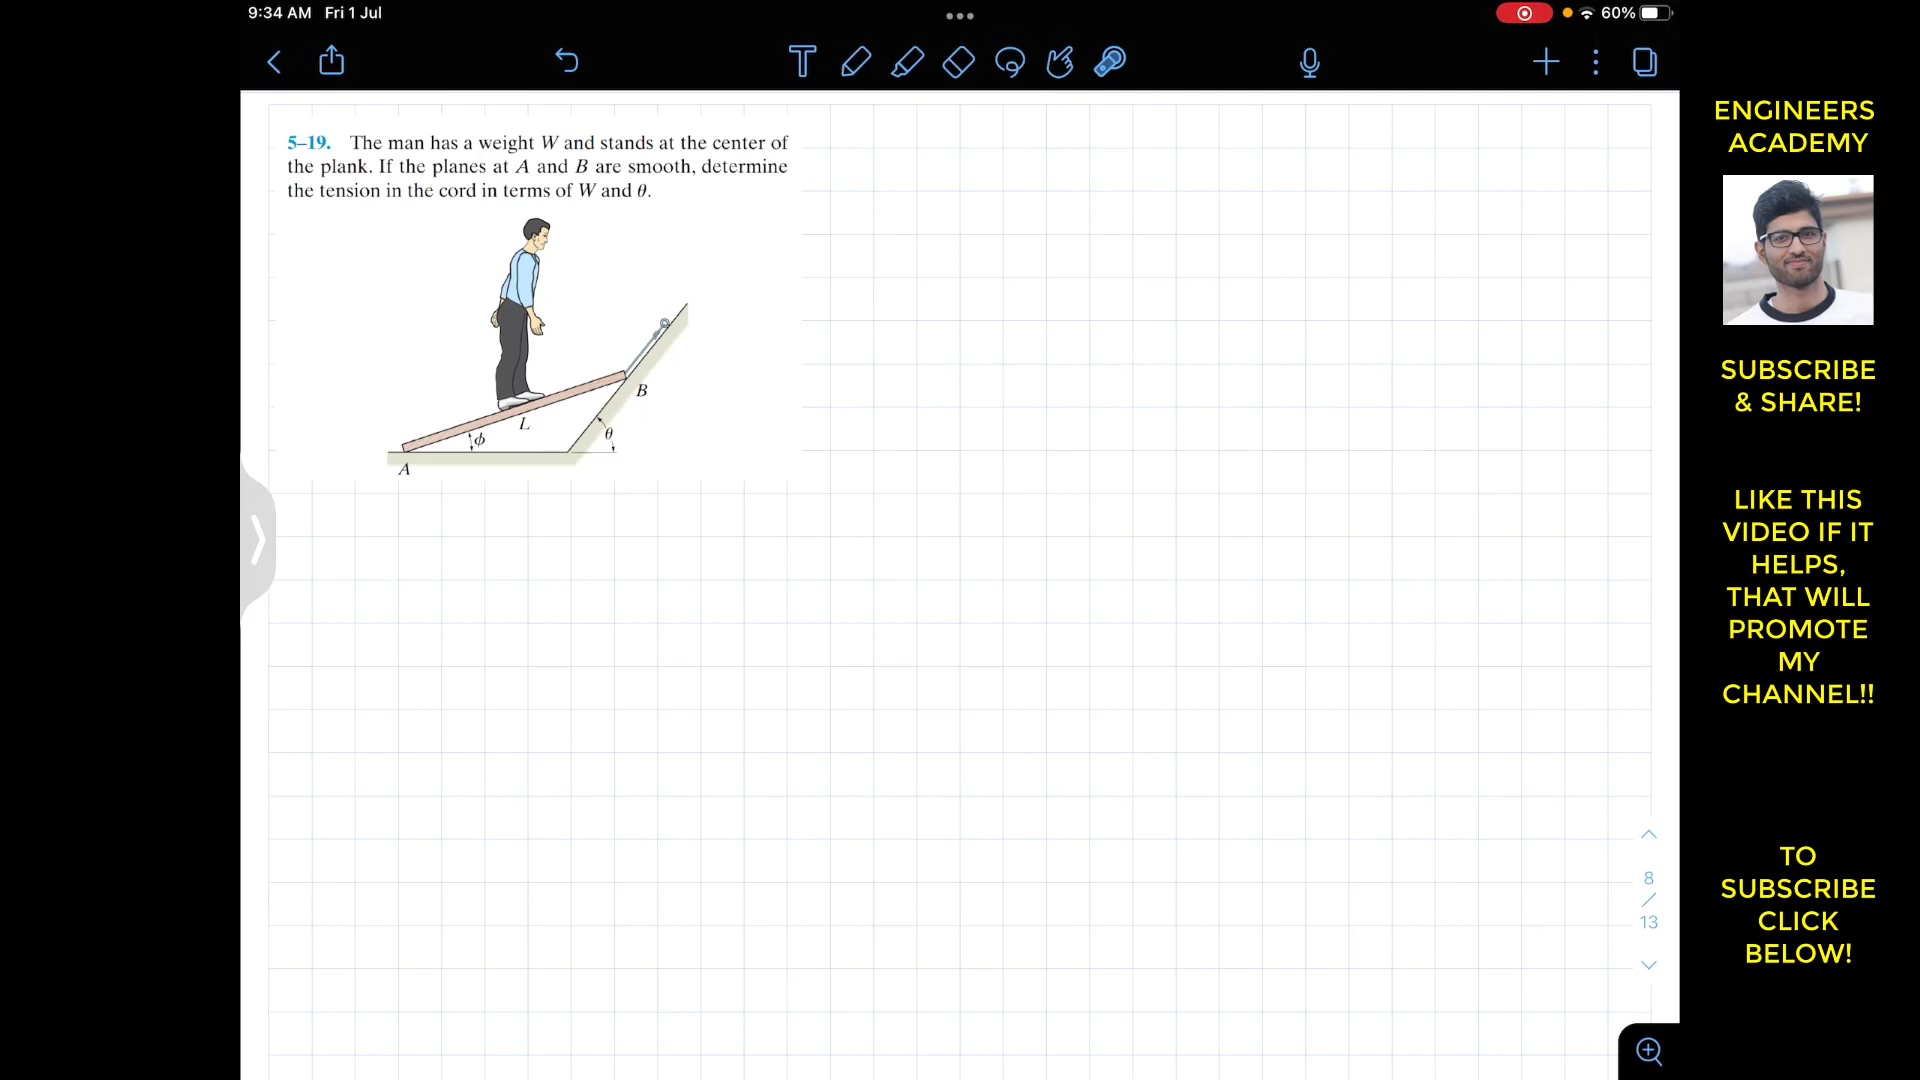 9:34 AM Fri 1 Jul
60%
5–19. The man has a weight W and stands at the center of
the plank. If the planes at A and B are smooth, determine
the tension in the cord in terms of W and θ.
B
L
ϕ
θ
A
8
/
13
ENGINEERS
ACADEMY
SUBSCRIBE
& SHARE!
LIKE THIS
VIDEO IF IT
HELPS,
THAT WILL
PROMOTE
MY
CHANNEL!!
TO
SUBSCRIBE
CLICK
BELOW!